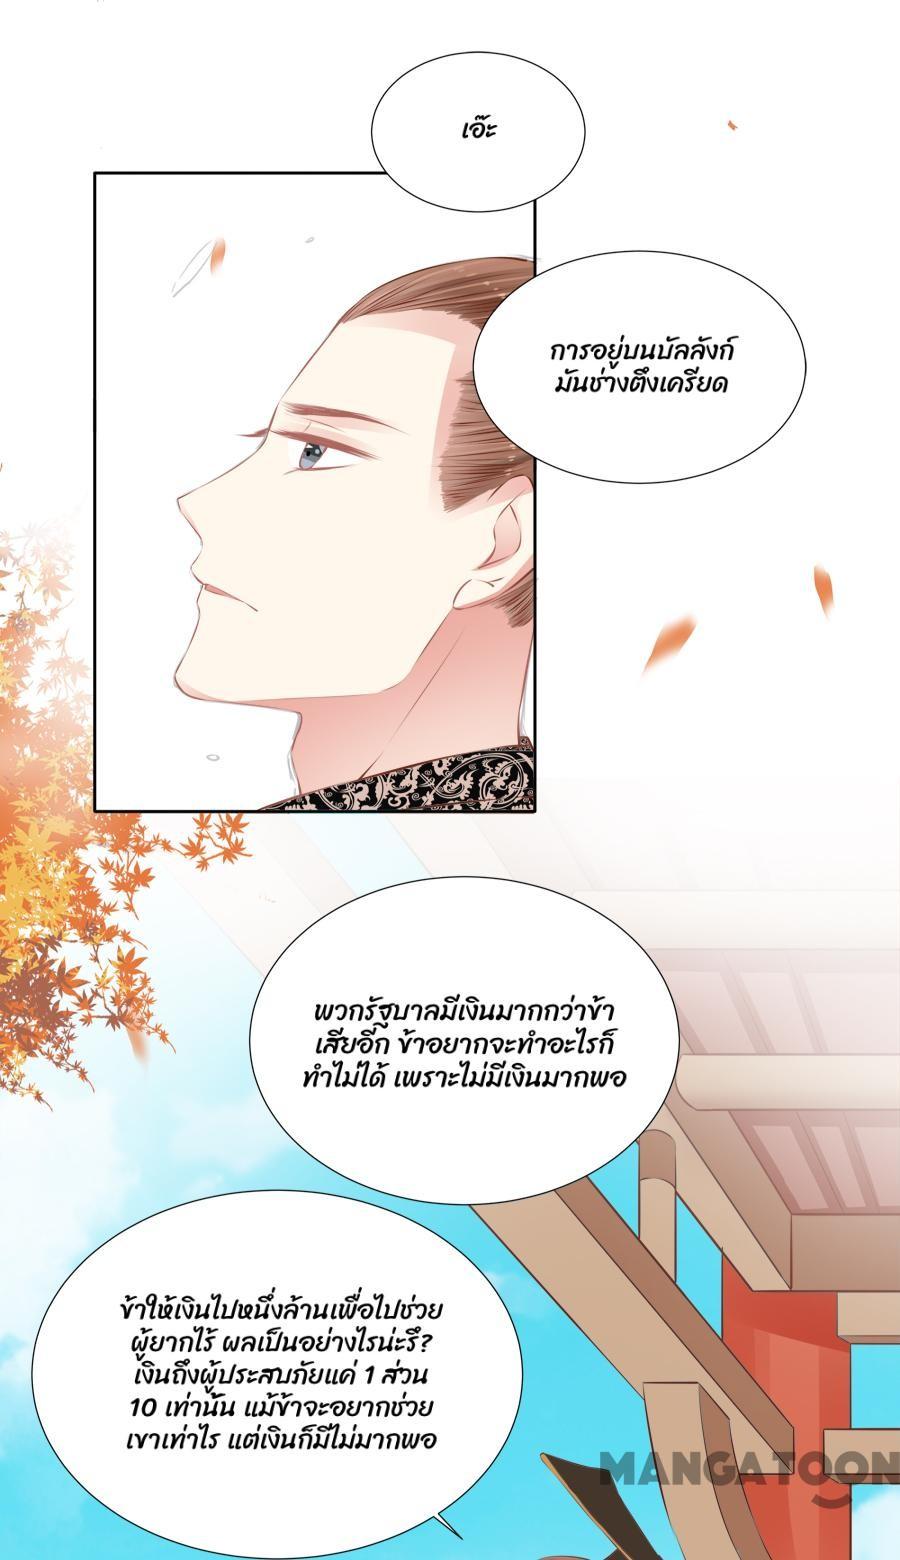 เอ๊ะ
การอยู่บนบัลลังก์
มันช่างตึงเครียด
พวกรัฐบาลมีเงินมากกว่าข้า
เสียอีก ข้าอยากจะทำอะไรก็
ทำไม่ได้ เพราะไม่มีเงินมากพอ
ข้าให้เงินไปหนึ่งล้านเพื่อไปช่วย
ผู้ยากไร้ ผลเป็นอย่างไรน่ะรึ?
เงินถึงผู้ประสบภัยแค่ 1 ส่วน
10 เท่านั้น แม้ข้าจะอยากช่วย
เขาเท่าไร แต่เงินก็มีไม่มากพอ
MANGATOON